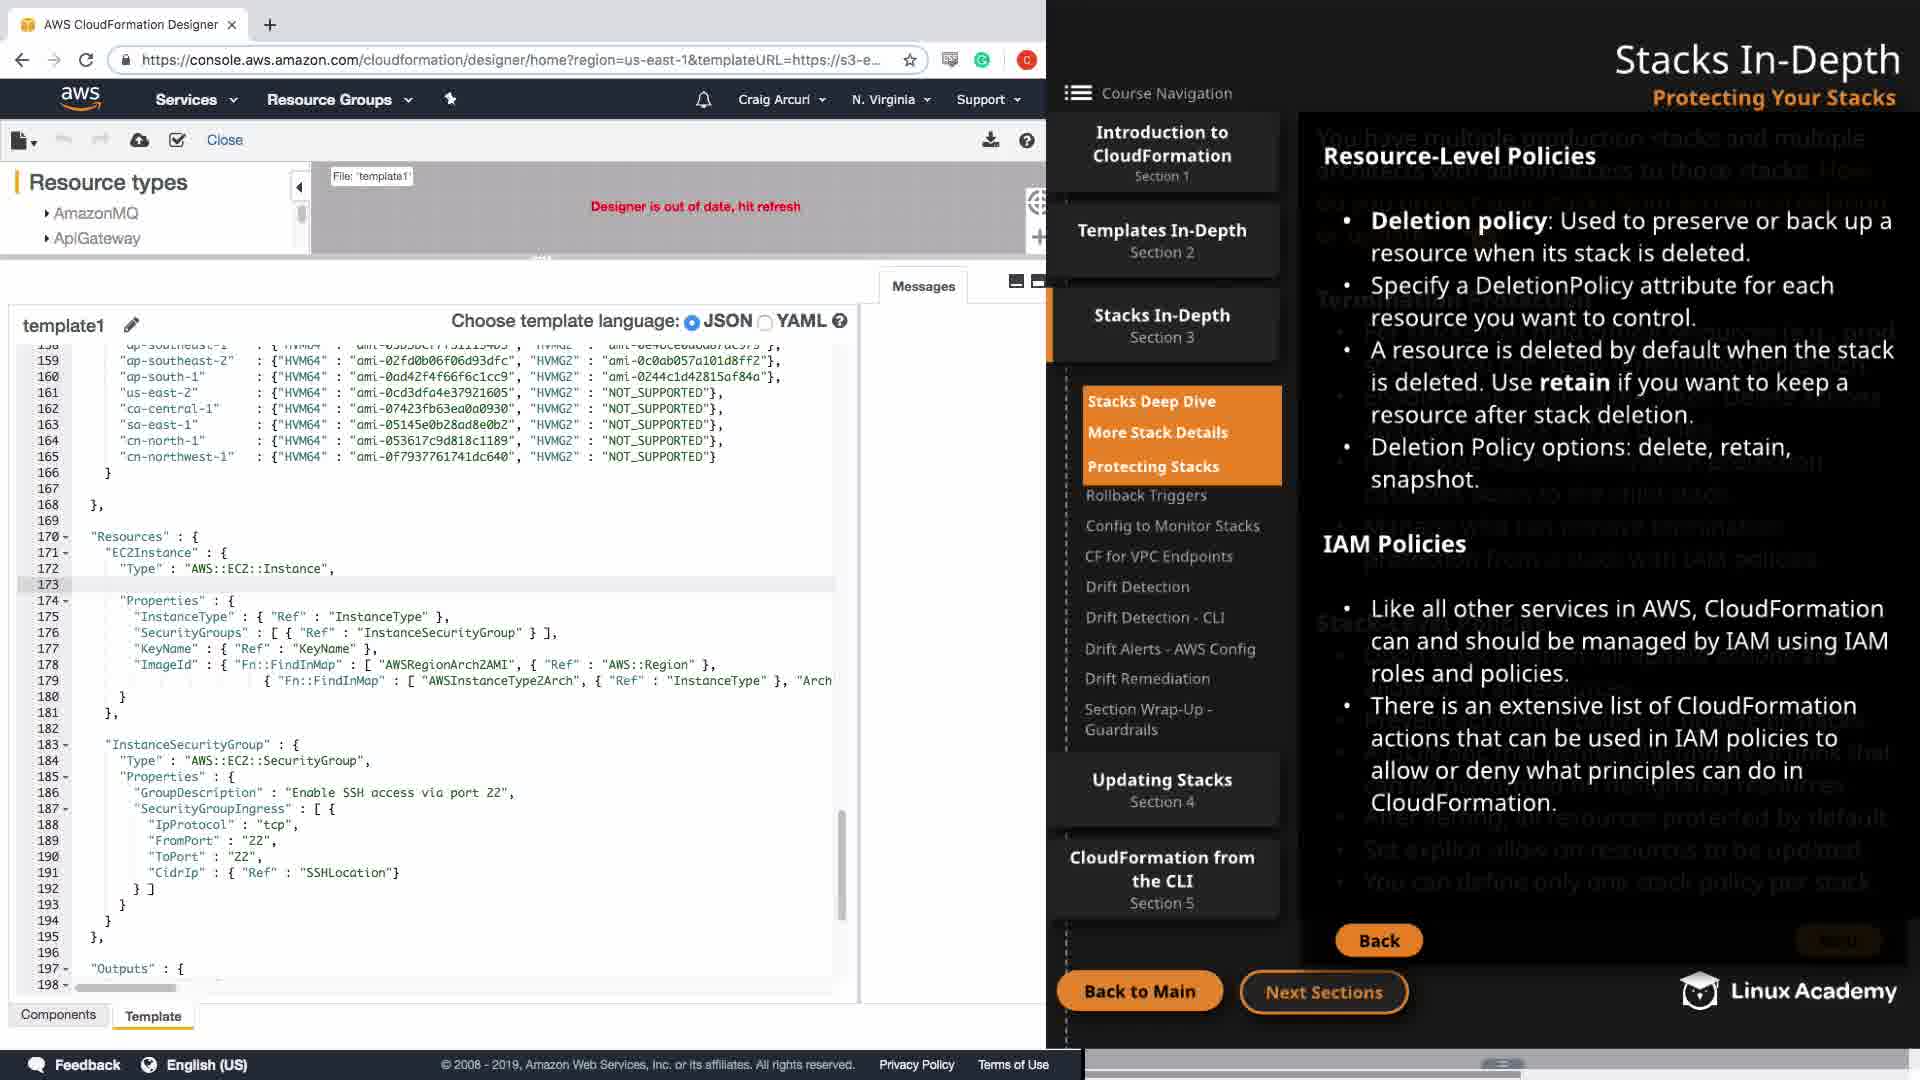 AWS CloudFormation Designer
https://console.aws.amazon.com/cloudformation/designer/home?region=us-east-1&templateURL=https://s3-e...
C
aws
Services
Resource Groups
Craig Arcuri
N. Virginia
Support
Close
Resource types
AmazonMQ
ApiGateway
File: 'template1'
Designer is out of date, hit refresh
Messages
template1
Choose template language: JSON YAML
159 "ap-southeast-2" : {"HVM64" : "ami-02fd0b06f06d93dfc", "HVMG2" : "ami-0c0ab057a101d8ff2"},
160 "ap-south-1" : {"HVM64" : "ami-0ad42f4f66f6c1cc9", "HVMG2" : "ami-0244c1d42815af84a"},
161 "us-east-2" : {"HVM64" : "ami-0cd3dfa4e37921605", "HVMG2" : "NOT_SUPPORTED"},
162 "ca-central-1" : {"HVM64" : "ami-07423fb63ea0a0930", "HVMG2" : "NOT_SUPPORTED"},
163 "sa-east-1" : {"HVM64" : "ami-05145e0b28ad8e0b2", "HVMG2" : "NOT_SUPPORTED"},
164 "cn-north-1" : {"HVM64" : "ami-053617c9d818c1189", "HVMG2" : "NOT_SUPPORTED"},
165 "cn-northwest-1" : {"HVM64" : "ami-0f7937761741dc640", "HVMG2" : "NOT_SUPPORTED"}
166 }
167
168 },
169
170 "Resources" : {
171 "EC2Instance" : {
172 "Type" : "AWS::EC2::Instance",
173
174 "Properties" : {
175 "InstanceType" : { "Ref" : "InstanceType" },
176 "SecurityGroups" : [ { "Ref" : "InstanceSecurityGroup" } ],
177 "KeyName" : { "Ref" : "KeyName" },
178 "ImageId" : { "Fn::FindInMap" : [ "AWSRegionArch2AMI", { "Ref" : "AWS::Region" },
179 { "Fn::FindInMap" : [ "AWSInstanceType2Arch", { "Ref" : "InstanceType" }, "Arch
180 }
181 },
182
183 "InstanceSecurityGroup" : {
184 "Type" : "AWS::EC2::SecurityGroup",
185 "Properties" : {
186 "GroupDescription" : "Enable SSH access via port 22",
187 "SecurityGroupIngress" : [ {
188 "IpProtocol" : "tcp",
189 "FromPort" : "22",
190 "ToPort" : "22",
191 "CidrIp" : { "Ref" : "SSHLocation"}
192 } ]
193 }
194 }
195 },
196
197 "Outputs" : {
198
Components
Template
Feedback
English (US)
© 2008 - 2019, Amazon Web Services, Inc. or its affiliates. All rights reserved.
Privacy Policy
Terms of Use
Stacks In-Depth
Protecting Your Stacks
Course Navigation
Introduction to
CloudFormation
Section 1
Templates In-Depth
Section 2
Stacks In-Depth
Section 3
Stacks Deep Dive
More Stack Details
Protecting Stacks
Rollback Triggers
Config to Monitor Stacks
CF for VPC Endpoints
Drift Detection
Drift Detection - CLI
Drift Alerts - AWS Config
Drift Remediation
Section Wrap-Up -
Guardrails
Updating Stacks
Section 4
CloudFormation from
the CLI
Section 5
Back to Main
Next Sections
Resource-Level Policies
• Deletion policy: Used to preserve or back up a
resource when its stack is deleted.
• Specify a DeletionPolicy attribute for each
resource you want to control.
• A resource is deleted by default when the stack
is deleted. Use retain if you want to keep a
resource after stack deletion.
• Deletion Policy options: delete, retain,
snapshot.
IAM Policies
• Like all other services in AWS, CloudFormation
can and should be managed by IAM using IAM
roles and policies.
• There is an extensive list of CloudFormation
actions that can be used in IAM policies to
allow or deny what principles can do in
CloudFormation.
Back
Linux Academy